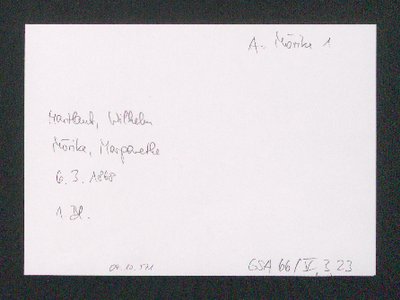 A. Mörike 1
Hartlaub, Wilhelm
Mörike, Margarethe
6. 3. 1868
1 Bl.
GSA 66/V, 3 23